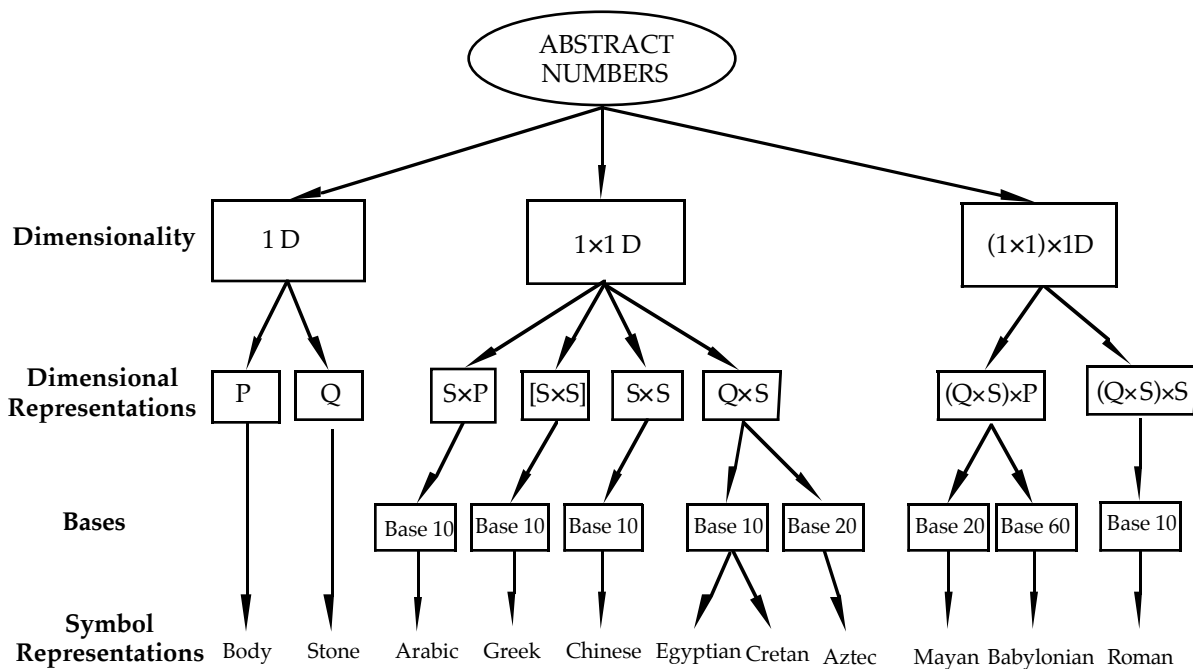 ABSTRACT
NUMBERS
Dimensionality
1 D
1×1 D
(1×1)×1D
Dimensional
Representations
P
Q
S×P
[S×S]
S×S
Q×S
(Q×S)×P
(Q×S)×S
Bases
Base 10
Base 10
Base 10
Base 10
Base 20
Base 20
Base 60
Base 10
Symbol
Representations
Body
Stone
Arabic
Greek
Chinese
Egyptian
Cretan
Aztec
Mayan
Babylonian
Roman